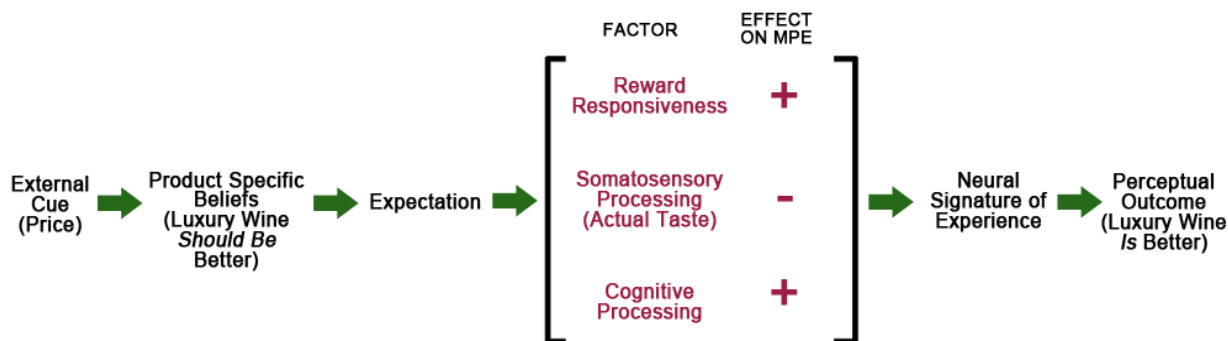 FACTOR
EFFECT
ON MPE
External
Cue
(Price)
Product Specific
Beliefs
(Luxury Wine
Should Be
Better)
Expectation
Reward
Responsiveness
+
Somatosensory
Processing
(Actual Taste)
-
Cognitive
Processing
+
Neural
Signature of
Experience
Perceptual
Outcome
(Luxury Wine
Is Better)